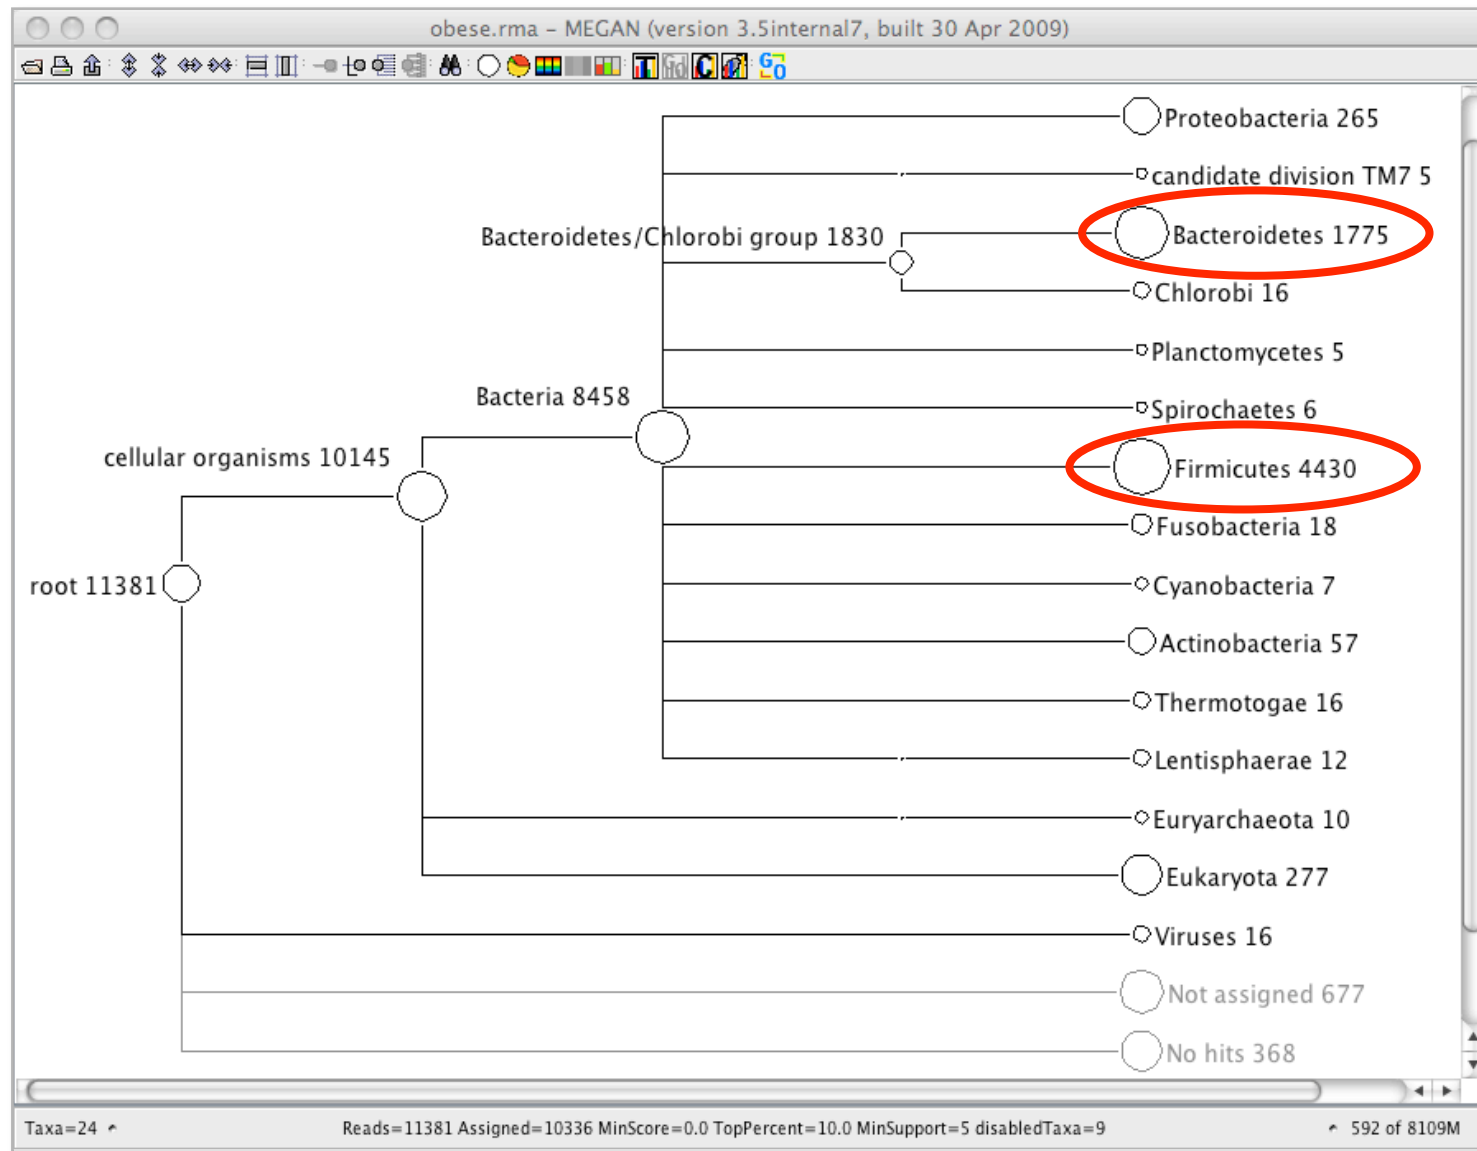 obese.rma – MEGAN (version 3.5internal7, built 30 Apr 2009)
Proteobacteria 265
candidate division TM7 5
Bacteroidetes/Chlorobi group 1830
Bacteroidetes 1775
Chlorobi 16
Planctomycetes 5
Bacteria 8458
Spirochaetes 6
cellular organisms 10145
Firmicutes 4430
Fusobacteria 18
root 11381
Cyanobacteria 7
Actinobacteria 57
Thermotogae 16
Lentisphaerae 12
Euryarchaeota 10
Eukaryota 277
Viruses 16
Not assigned 677
No hits 368
Taxa=24
Reads=11381 Assigned=10336 MinScore=0.0 TopPercent=10.0 MinSupport=5 disabledTaxa=9
592 of 8109M